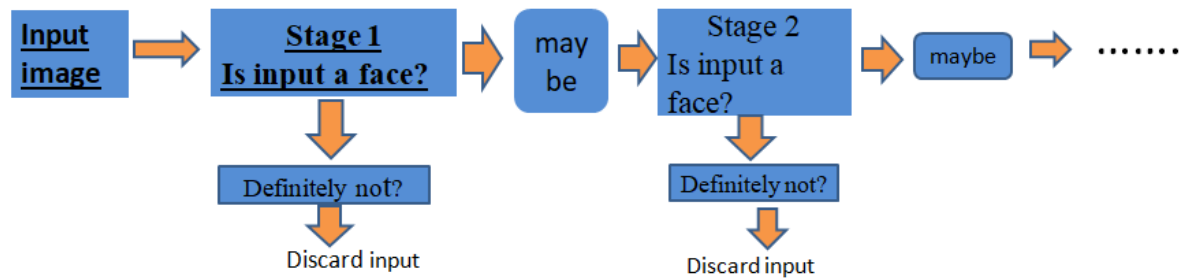 Input
image
Stage 1
Is input a face?
may
be
Stage 2
Is input a
face?
maybe
.......
Definitely not?
Definitely not?
Discard input
Discard input